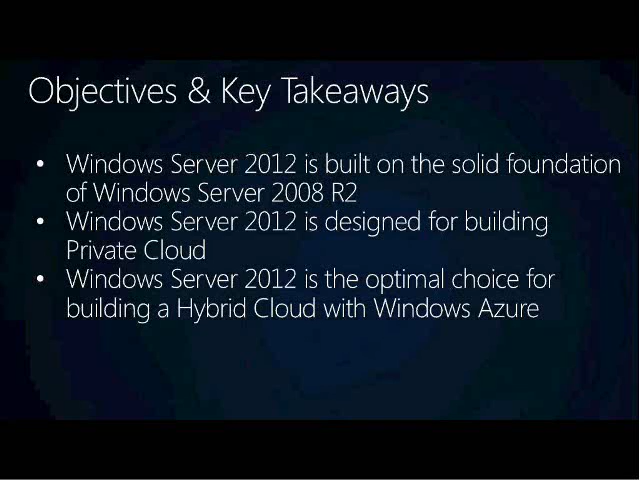 Objectives & Key Takeaways
• Windows Server 2012 is built on the solid foundation
of Windows Server 2008 R2
• Windows Server 2012 is designed for building
Private Cloud
• Windows Server 2012 is the optimal choice for
building a Hybrid Cloud with Windows Azure